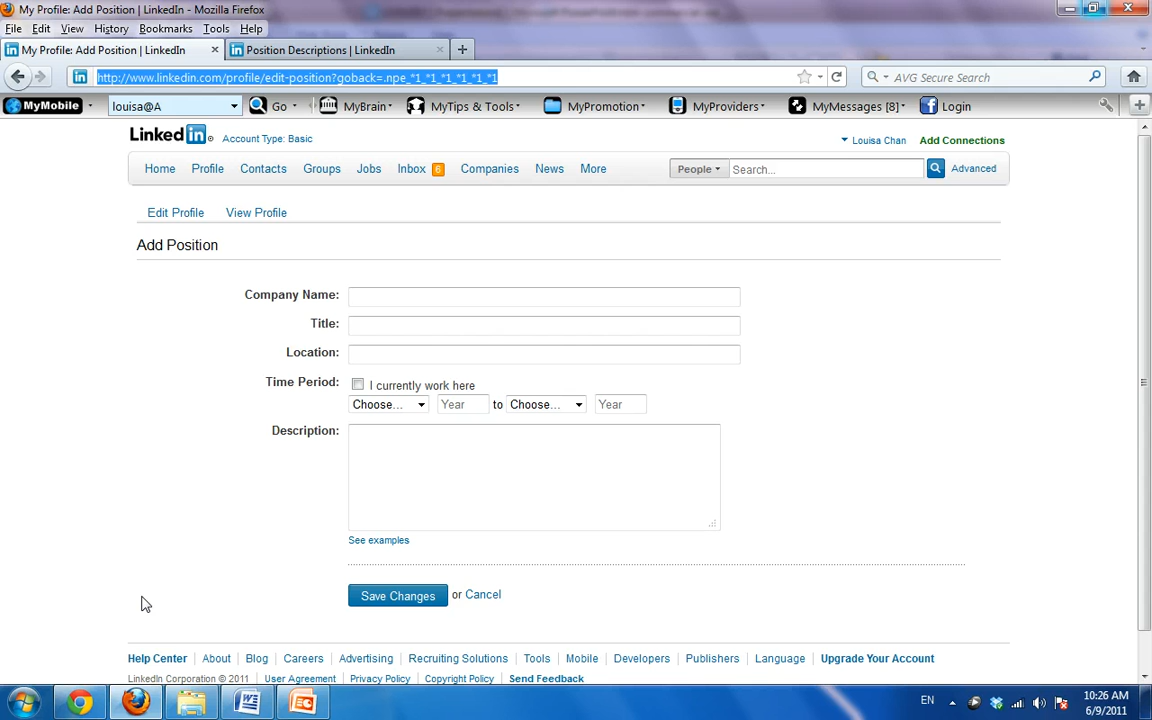 My Profile: Add Position | LinkedIn - Mozilla Firefox
File Edit View History Bookmarks Tools Help
My Profile: Add Position | LinkedIn × Position Descriptions | LinkedIn × +
http://www.linkedin.com/profile/edit-position?goback=.npe_*1_*1_*1_*1_*1_*1 AVG Secure Search
MyMobile louisa@A Go MyBrain MyTips & Tools MyPromotion MyProviders MyMessages [8] Login
Linked in Account Type: Basic Louisa Chan Add Connections
Home Profile Contacts Groups Jobs Inbox 6 Companies News More People Search... Advanced
Edit Profile View Profile
Add Position
Company Name:
Title:
Location:
Time Period: I currently work here
Choose... Year to Choose... Year
Description:
See examples
Save Changes or Cancel
Help Center About Blog Careers Advertising Recruiting Solutions Tools Mobile Developers Publishers Language Upgrade Your Account
LinkedIn Corporation © 2011 User Agreement Privacy Policy Copyright Policy Send Feedback
EN 10:26 AM
6/9/2011